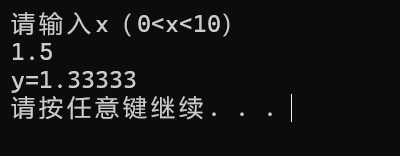 请输入x（0<x<10）
1.5
y=1.33333
请按任意键继续. . .